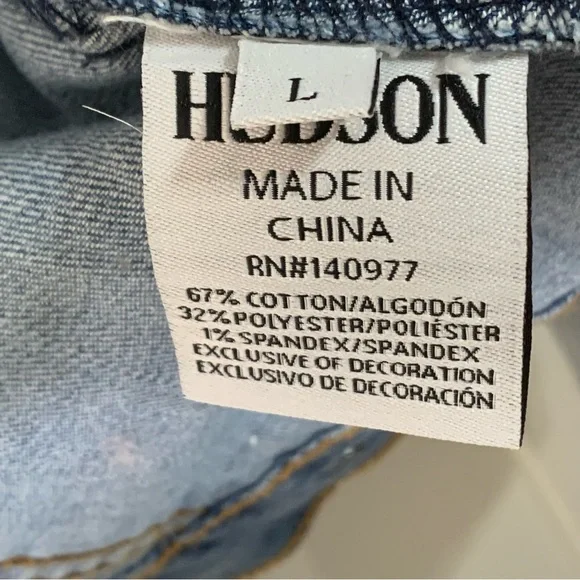 L
HUDSON
MADE IN
CHINA
RN#140977
67% COTTON/ALGODÓN
32% POLYESTER/POLIÉSTER
1% SPANDEX/SPANDEX
EXCLUSIVE OF DECORATION
EXCLUSIVO DE DECORACIÓN